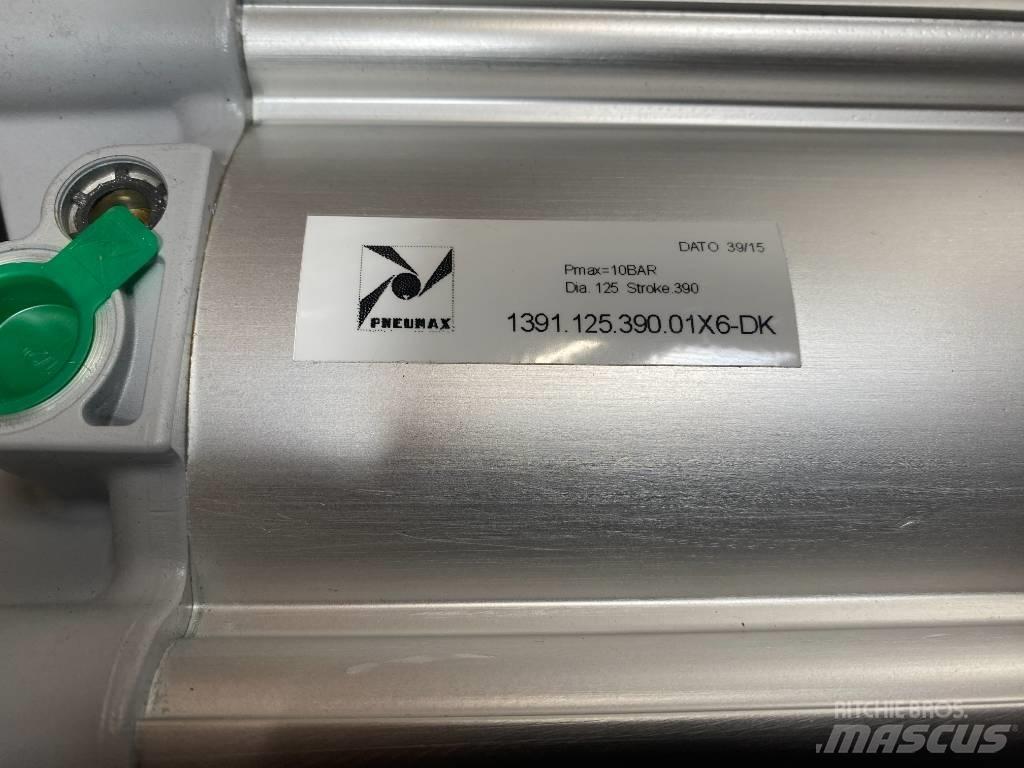 DATO 39/15
Pmax=10BAR
Dia. 125 Stroke.390
1391.125.390.01X6-DK
PNEUMAX
RITCHIE BROS.
MASCUS